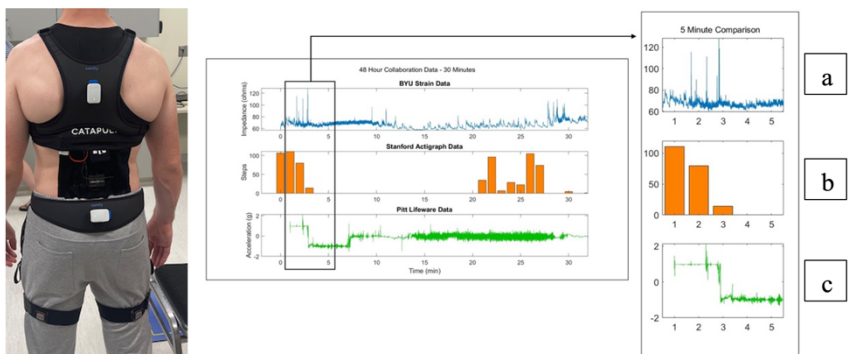 CATAPUL
48 Hour Collaboration Data - 30 Minutes
BYU Strain Data
Impedance (ohms)
120
100
80
60
0 5 10 15 20 25 30
Stanford Actigraph Data
Steps
100
50
0
0 5 10 15 20 25 30
Pitt Lifeware Data
Acceleration (g)
2
0
-2
0 5 10 15 20 25 30
Time (min)
5 Minute Comparison
120
100
80
60
1 2 3 4 5
a
100
50
0
1 2 3 4 5
b
2
1
0
-1
-2
1 2 3 4 5
c